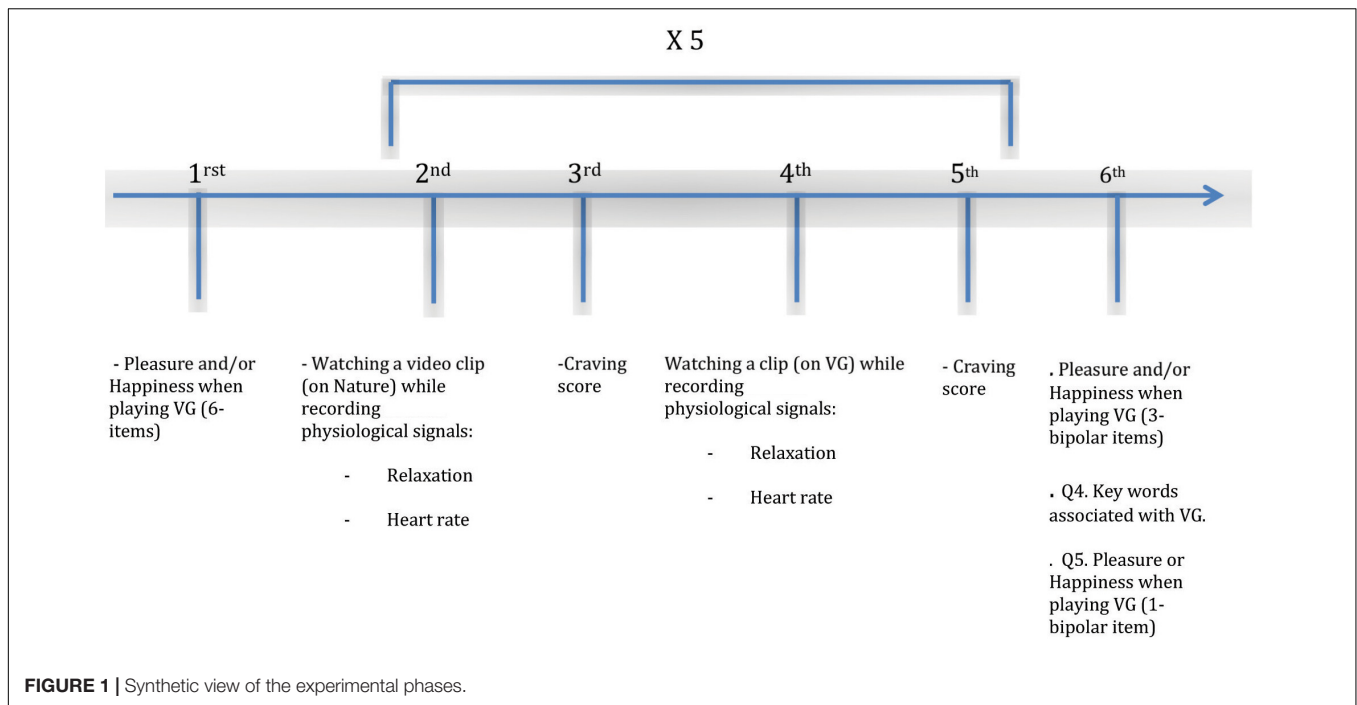 X 5
1rst
2nd
3rd
4th
5th
6th
- Pleasure and/or
Happiness when
playing VG (6-
items)
- Watching a video clip
(on Nature) while
recording
physiological signals:
- Relaxation
- Heart rate
-Craving
score
Watching a clip (on VG) while
recording
physiological signals:
- Relaxation
- Heart rate
- Craving
score
. Pleasure and/or
Happiness when
playing VG (3-
bipolar items)
. Q4. Key words
associated with VG.
. Q5. Pleasure or
Happiness when
playing VG (1-
bipolar item)
FIGURE 1 | Synthetic view of the experimental phases.